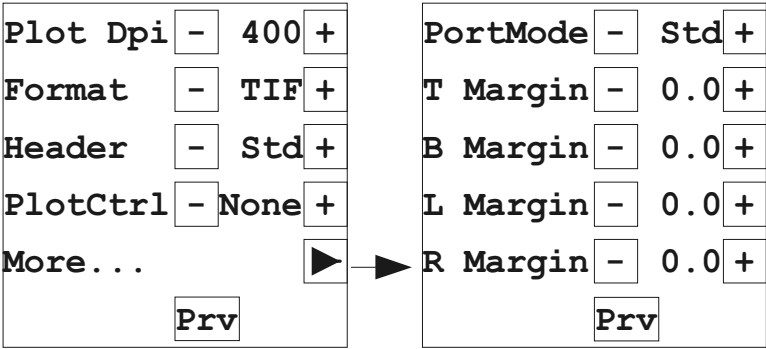 Plot Dpi - 400 +
Format - TIF +
Header - Std +
PlotCtrl - None +
More...
Prv
PortMode - Std +
T Margin - 0.0 +
B Margin - 0.0 +
L Margin - 0.0 +
R Margin - 0.0 +
Prv